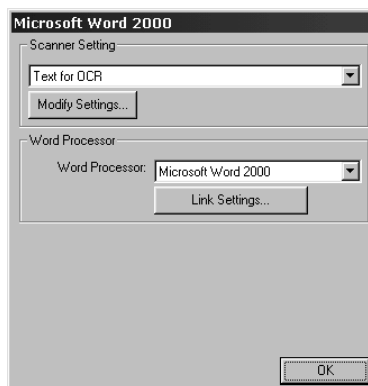 Microsoft Word 2000
Scanner Setting
Text for OCR
Modify Settings...
Word Processor
Word Processor: Microsoft Word 2000
Link Settings...
OK